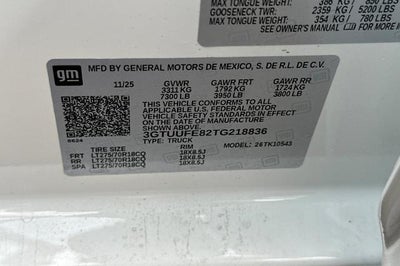 MAX TONGUE WEIGHT: 386 KG / 850 LBS
GOOSENECK TWR: 2359 KG / 5200 LBS
MAX TONGUE WEIGHT: 354 KG / 780 LBS
...SEE OWNER'S MANUAL FOR
gm
MFD BY GENERAL MOTORS DE MEXICO, S. DE R.L. DE C.V.
11/25 GVWR GAWR FRT GAWR RR
3311 KG 1792 KG 1724 KG
7300 LB 3950 LB 3800 LB
THIS VEHICLE CONFORMS TO ALL APPLICABLE
U.S. FEDERAL MOTOR
VEHICLE SAFETY STANDARDS IN EFFECT ON
THE DATE OF MANUFACTURE SHOWN ABOVE.
3GTUUFE82TG218836
TYPE: TRUCK MODEL: 26TK10543
TIRE SIZE RIM
FRT LT275/70R18CQ 18X8.5J
RR LT275/70R18CQ 18X8.5J
SPA LT275/70R18CQ 18X8.5J